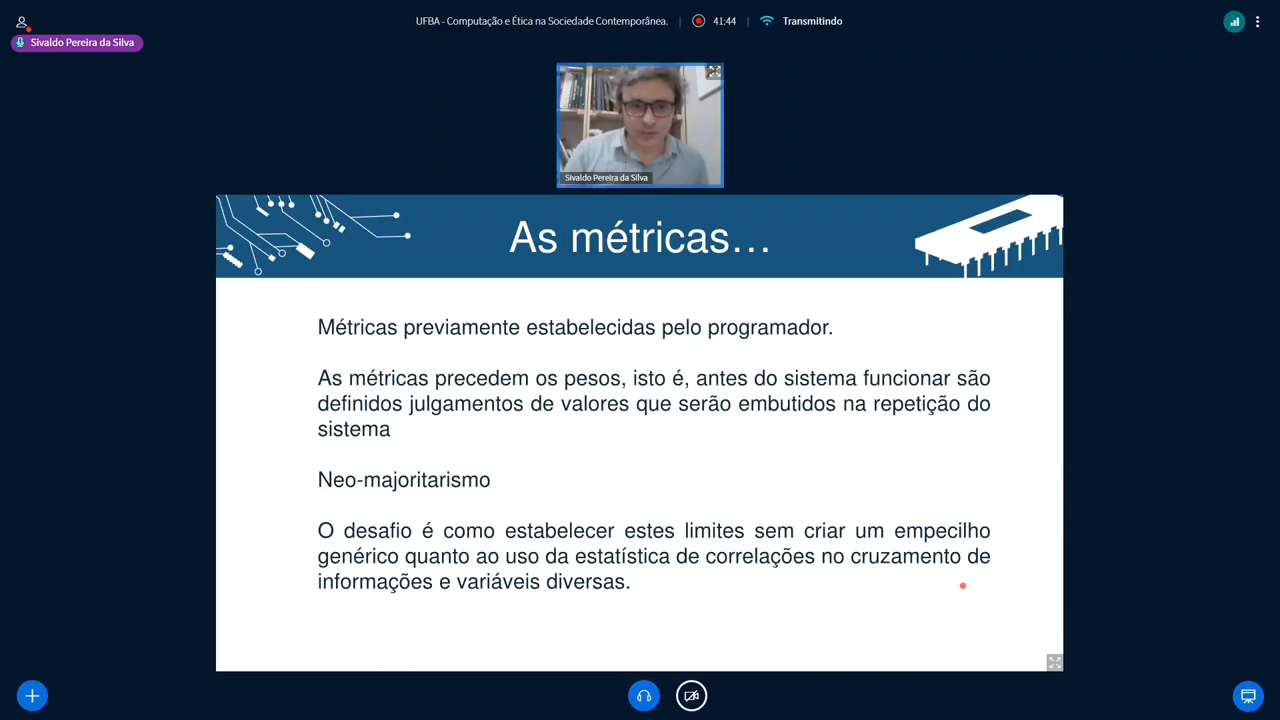 UFBA - Computação e Ética na Sociedade Contemporânea.
41:44
Transmitindo
Sivaldo Pereira da Silva
Sivaldo Pereira da Silva
As métricas...
Métricas previamente estabelecidas pelo programador.
As métricas precedem os pesos, isto é, antes do sistema funcionar são
definidos julgamentos de valores que serão embutidos na repetição do
sistema
Neo-majoritarismo
O desafio é como estabelecer estes limites sem criar um empecilho
genérico quanto ao uso da estatística de correlações no cruzamento de
informações e variáveis diversas.